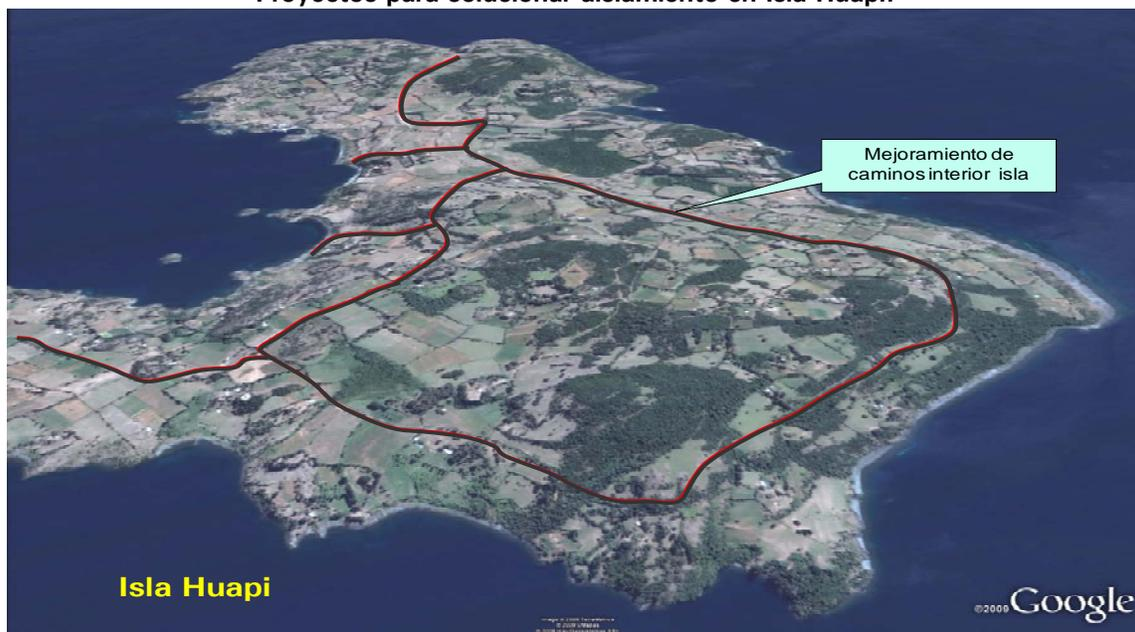 Proyectos para solucionar aislamiento en Isla Huapi
Mejoramiento de
caminos interior isla
Isla Huapi
©2009 Google